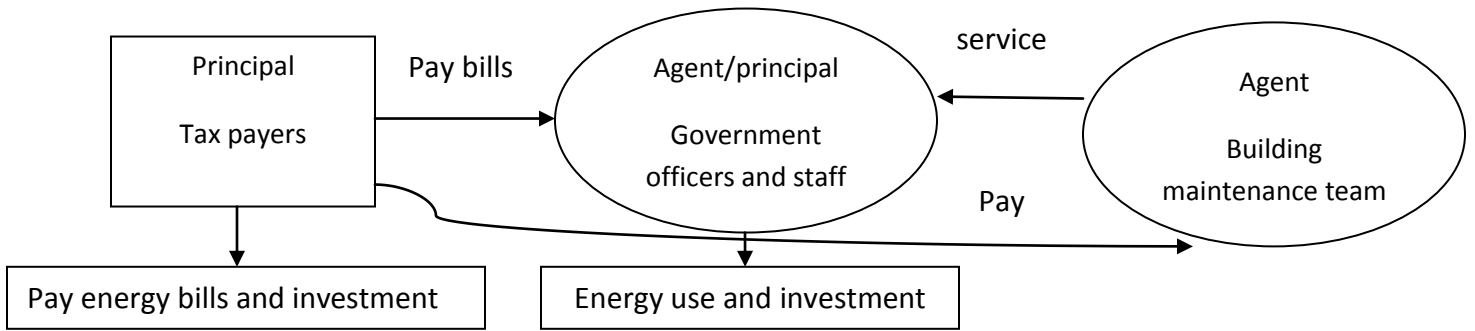 Principal
Tax payers
Pay bills
Agent/principal
Government
officers and staff
service
Agent
Building
maintenance team
Pay
Pay energy bills and investment
Energy use and investment